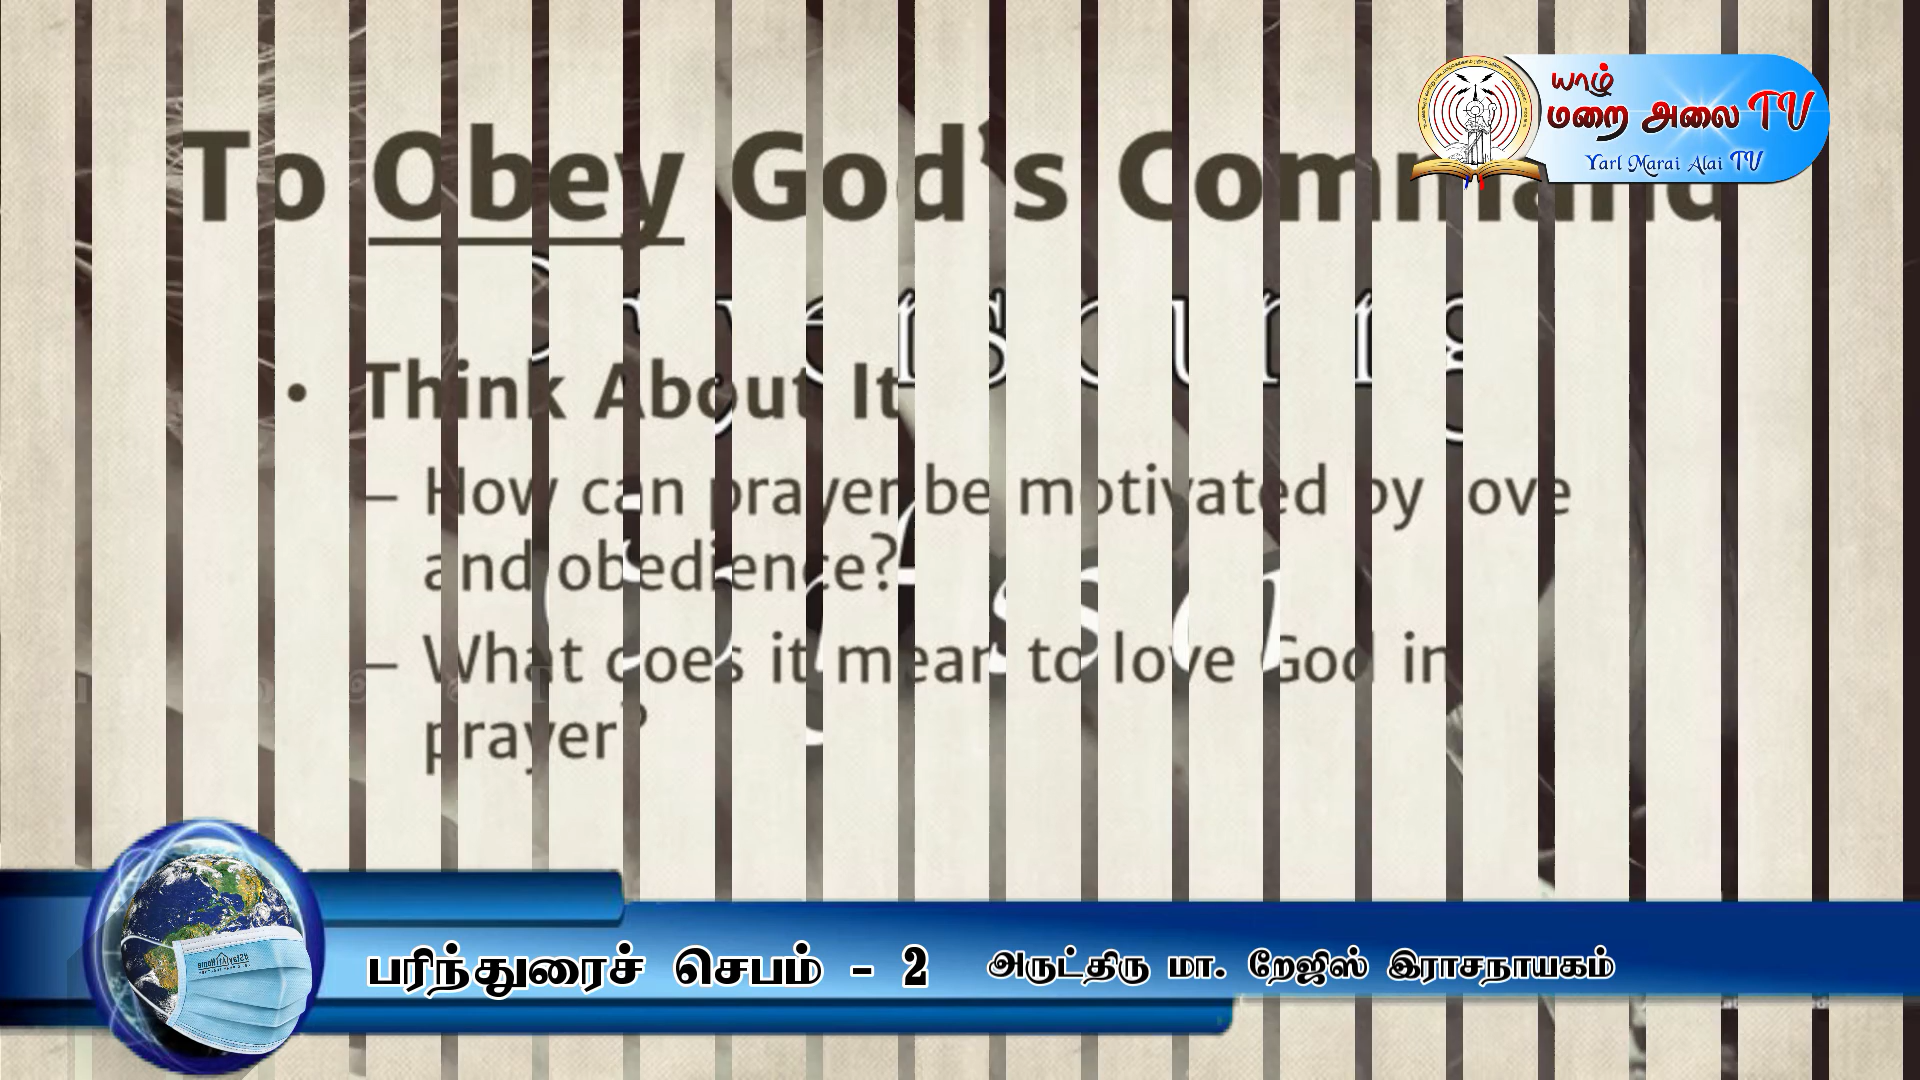 யாழ்
மறை அலை TV
Yarl Marai Alai TV
To Obey God's Command
• Think About It
– How can prayer be motivated by love
and obedience?
– What does it mean to love God in
prayer?
பரிந்துரைச் செபம் - 2 அருட்திரு மா. றேஜிஸ் இராசநாயகம்